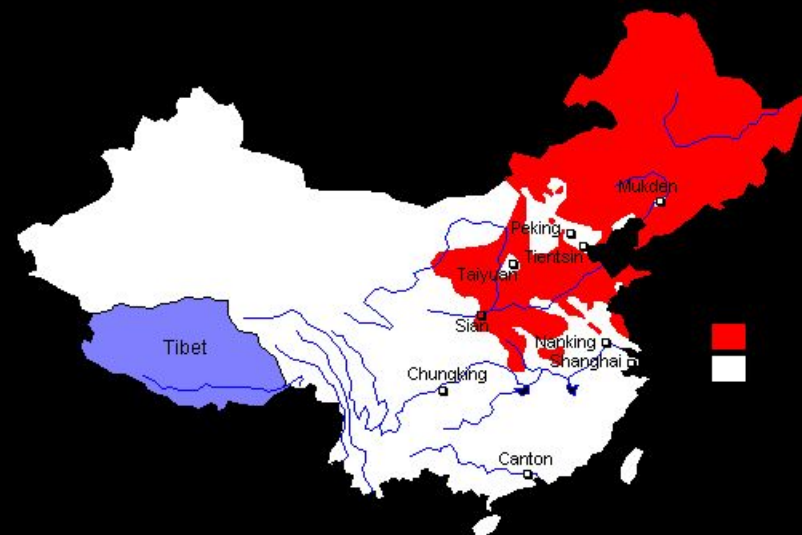 Mukden
Peking
Tientsin
Taiyuan
Sian
Nanking
Tibet
Shanghai
Chungking
Canton